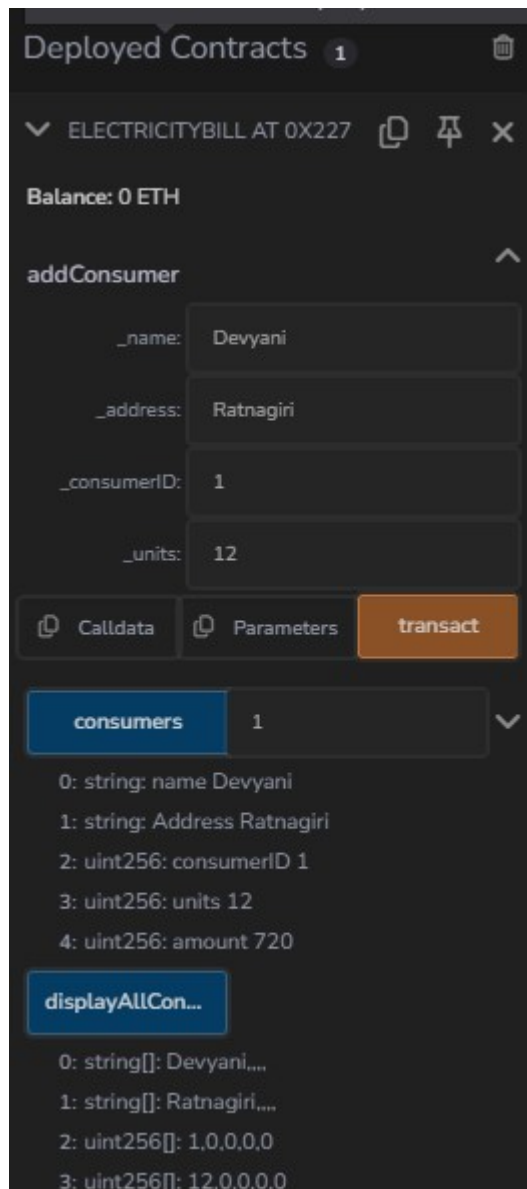 Deployed Contracts 1
ELECTRICITYBILL AT 0X227
Balance: 0 ETH
addConsumer
_name: Devyani
_address: Ratnagiri
_consumerID: 1
_units: 12
Calldata Parameters transact
consumers 1
0: string: name Devyani
1: string: Address Ratnagiri
2: uint256: consumerID 1
3: uint256: units 12
4: uint256: amount 720
displayAllCon...
0: string[]: Devyani,,,,
1: string[]: Ratnagiri,,,,
2: uint256[]: 1,0,0,0,0
3: uint256[]: 12,0,0,0,0